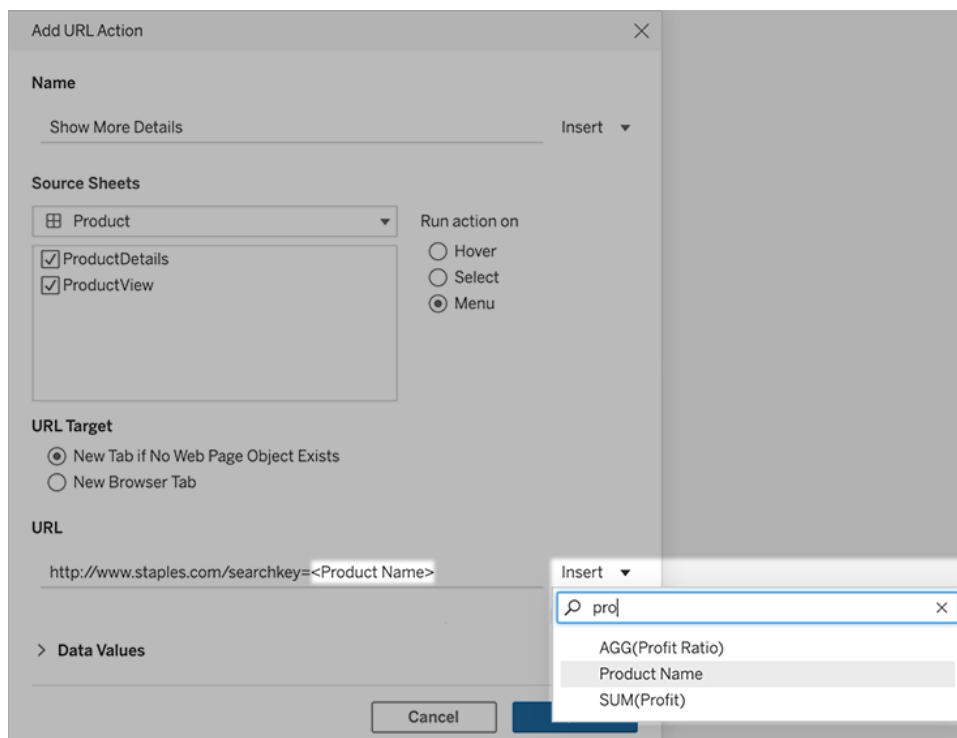 Add URL Action
Name
Show More Details
Insert
Source Sheets
Product
Run action on
ProductDetails
Hover
ProductView
Select
Menu
URL Target
New Tab if No Web Page Object Exists
New Browser Tab
URL
http://www.staples.com/searchkey=<Product Name>
Insert
pro
Data Values
AGG(Profit Ratio)
Product Name
SUM(Profit)
Cancel